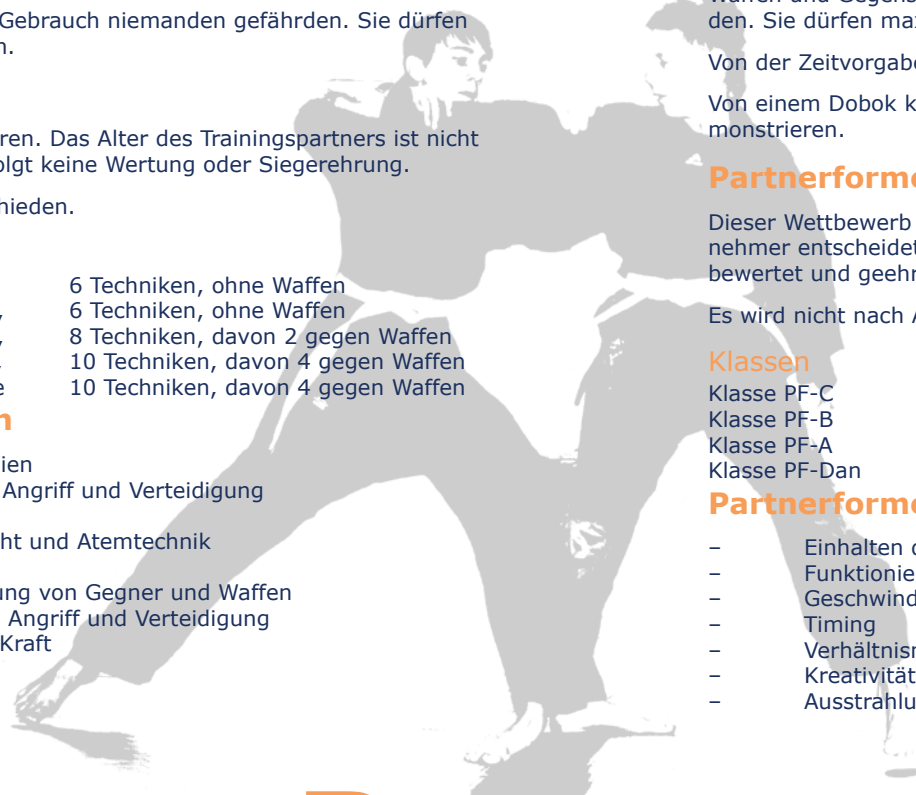 Gebrauch niemanden gefährden. Sie dürfen
ren. Das Alter des Trainingspartners ist nicht
olgt keine Wertung oder Siegerehrung.
hieden.
6 Techniken, ohne Waffen
6 Techniken, ohne Waffen
8 Techniken, davon 2 gegen Waffen
10 Techniken, davon 4 gegen Waffen
e 10 Techniken, davon 4 gegen Waffen
n
ien
Angriff und Verteidigung
ht und Atemtechnik
ung von Gegner und Waffen
Angriff und Verteidigung
Kraft
den. Sie dürfen ma
Von der Zeitvorgab
Von einem Dobok k
monstrieren.
Partnerform
Dieser Wettbewerb
nehmer entscheidet
bewertet und geehr
Es wird nicht nach A
Klassen
Klasse PF-C
Klasse PF-B
Klasse PF-A
Klasse PF-Dan
Partnerform
– Einhalten
– Funktionie
– Geschwind
– Timing
– Verhältnis
– Kreativität
– Ausstrahlu